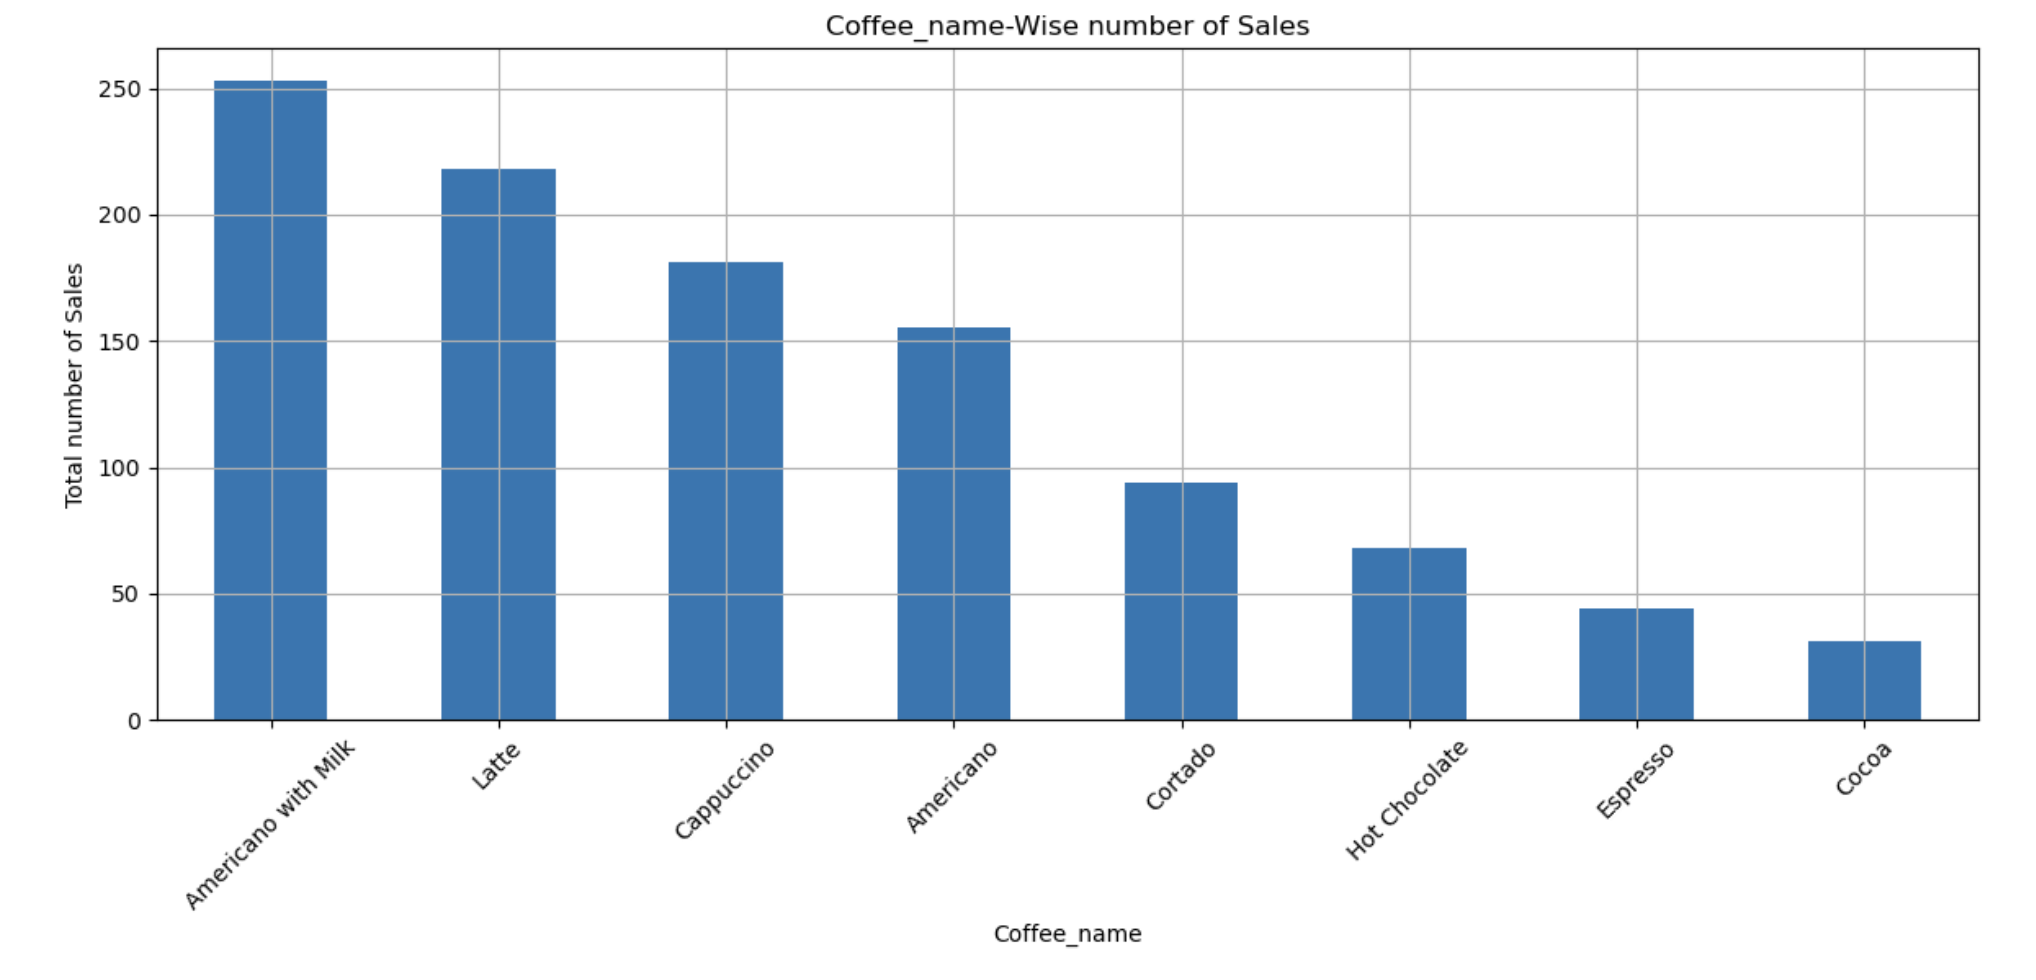 Coffee_name-Wise number of Sales
Total number of Sales
250
200
150
100
50
0
Americano with Milk
Latte
Cappuccino
Americano
Cortado
Hot Chocolate
Espresso
Cocoa
Coffee_name